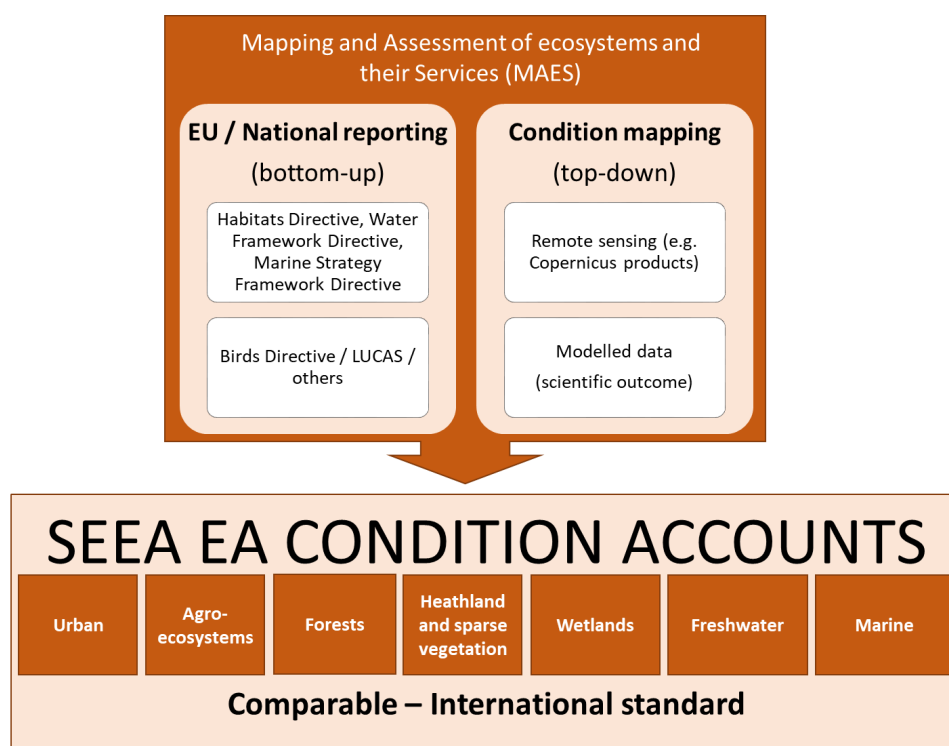 Mapping and Assessment of ecosystems and
their Services (MAES)
EU / National reporting
(bottom-up)
Habitats Directive, Water
Framework Directive,
Marine Strategy
Framework Directive
Birds Directive / LUCAS /
others
Condition mapping
(top-down)
Remote sensing (e.g.
Copernicus products)
Modelled data
(scientific outcome)
SEEA EA CONDITION ACCOUNTS
Urban
Agro-
ecosystems
Forests
Heathland
and sparse
vegetation
Wetlands
Freshwater
Marine
Comparable – International standard